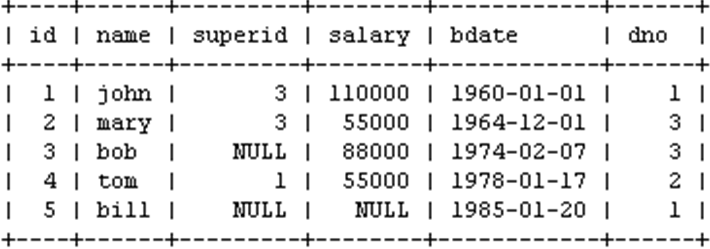 +----+------+---------+--------+------------+------+
| id | name | superid | salary | bdate      | dno  |
+----+------+---------+--------+------------+------+
|  1 | john |       3 | 110000 | 1960-01-01 |    1 |
|  2 | mary |       3 |  55000 | 1964-12-01 |    3 |
|  3 | bob  |    NULL |  88000 | 1974-02-07 |    3 |
|  4 | tom  |       1 |  55000 | 1978-01-17 |    2 |
|  5 | bill |    NULL |   NULL | 1985-01-20 |    1 |
+----+------+---------+--------+------------+------+